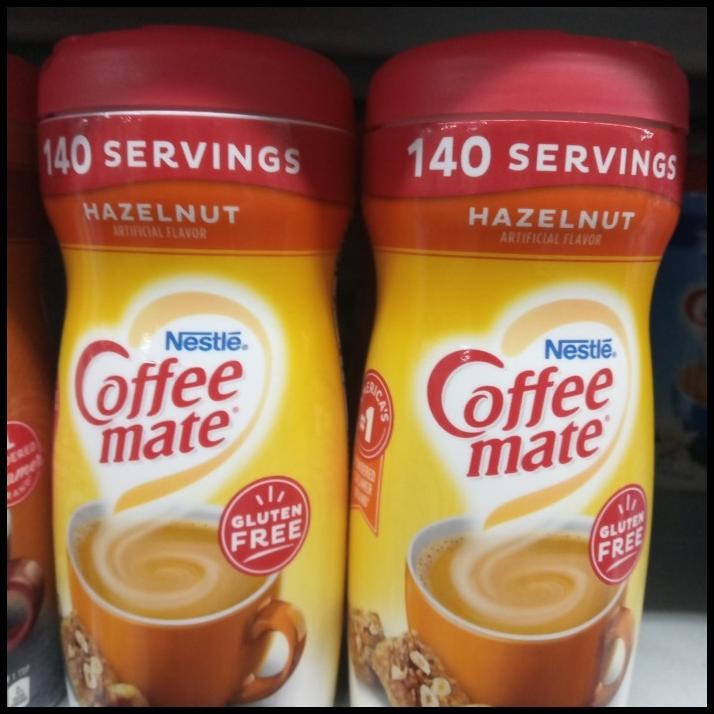 140 SERVINGS
HAZELNUT
ARTIFICIAL FLAVOR
Nestlé®
Coffee
mate®
GLUTEN
FREE
140 SERVINGS
HAZELNUT
ARTIFICIAL FLAVOR
Nestlé®
Coffee
mate®
#1
GLUTEN
FREE